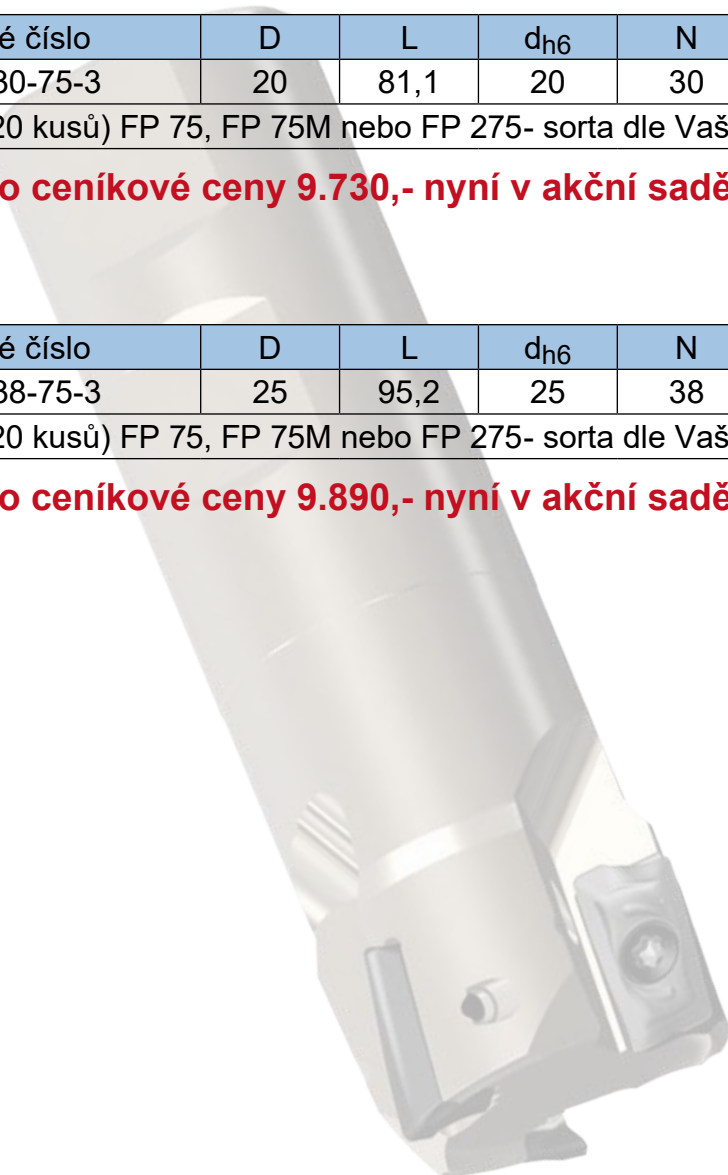 é číslo D L dh6 N
30-75-3 20 81,1 20 30
20 kusů) FP 75, FP 75M nebo FP 275- sorta dle Vaš
o ceníkové ceny 9.730,- nyní v akční sadě
é číslo D L dh6 N
38-75-3 25 95,2 25 38
20 kusů) FP 75, FP 75M nebo FP 275- sorta dle Vaš
o ceníkové ceny 9.890,- nyní v akční sadě